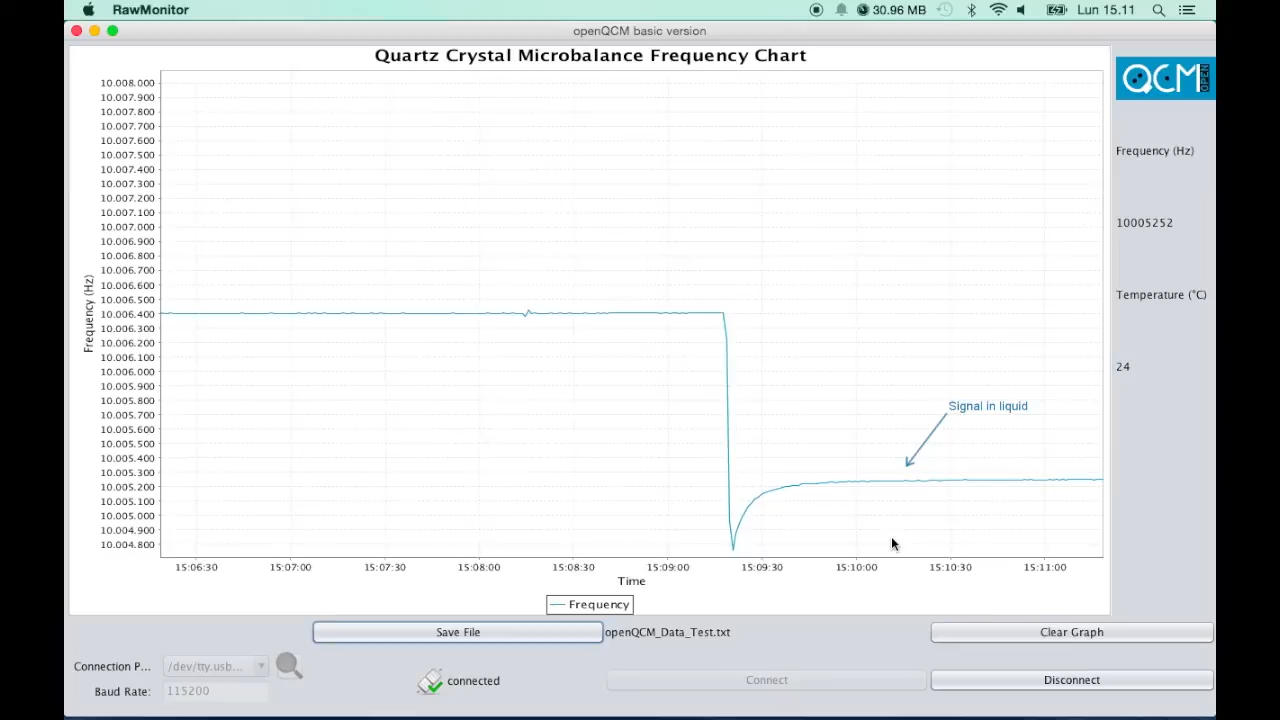 RawMonitor
30.96 MB
Lun 15.11
openQCM basic version
Quartz Crystal Microbalance Frequency Chart
QCM OPEN
10.008.000
10.007.900
10.007.800
10.007.700
10.007.600
10.007.500
10.007.400
10.007.300
10.007.200
10.007.100
10.007.000
10.006.900
10.006.800
10.006.700
10.006.600
10.006.500
10.006.400
10.006.300
10.006.200
10.006.100
10.006.000
10.005.900
10.005.800
10.005.700
10.005.600
10.005.500
10.005.400
10.005.300
10.005.200
10.005.100
10.005.000
10.004.900
10.004.800
Frequency (Hz)
Signal in liquid
15:06:30 15:07:00 15:07:30 15:08:00 15:08:30 15:09:00 15:09:30 15:10:00 15:10:30 15:11:00
Time
Frequency
Frequency (Hz)
10005252
Temperature (°C)
24
Save File openQCM_Data_Test.txt Clear Graph
Connection P... /dev/tty.usb... connected Connect Disconnect
Baud Rate: 115200